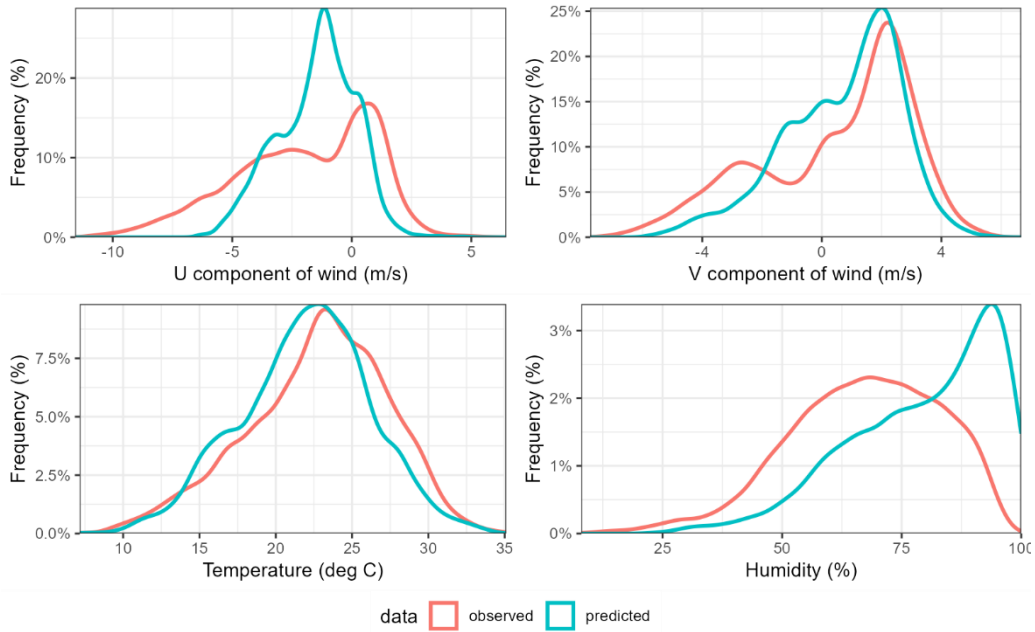 Frequency (%)
20%
10%
0%
-10 -5 0 5
U component of wind (m/s)
Frequency (%)
25%
20%
15%
10%
5%
0%
-4 0 4
V component of wind (m/s)
Frequency (%)
7.5%
5.0%
2.5%
0.0%
10 15 20 25 30 35
Temperature (deg C)
Frequency (%)
3%
2%
1%
0%
25 50 75 100
Humidity (%)
data observed predicted